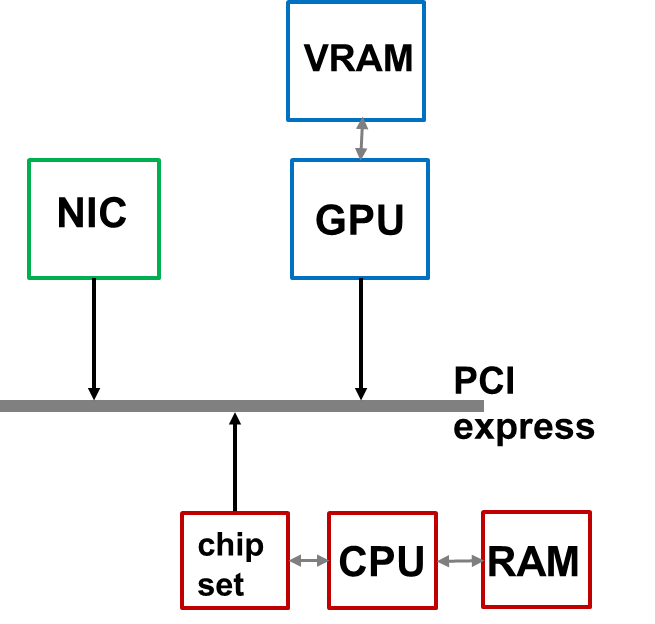 VRAM
NIC
GPU
PCI
express
chip
set
CPU
RAM